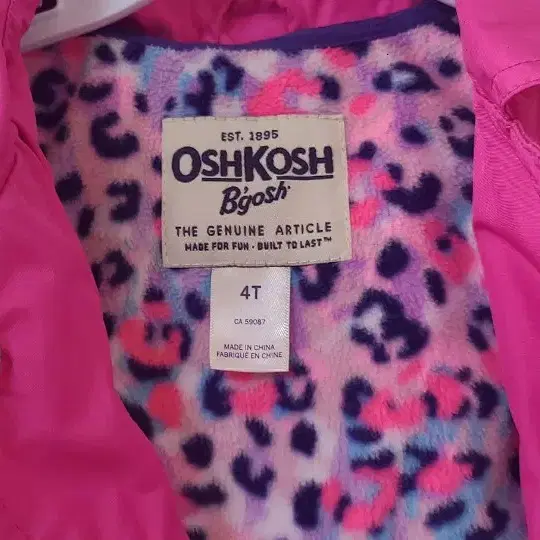 EST. 1895
OSHKOSH
B'gosh
THE GENUINE ARTICLE
MADE FOR FUN · BUILT TO LAST™
4T
CA 59087
MADE IN CHINA
FABRIQUÉ EN CHINE